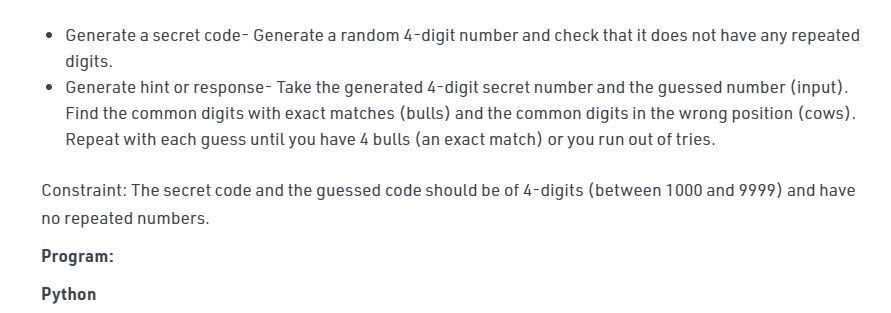 • Generate a secret code- Generate a random 4-digit number and check that it does not have any repeated
digits.
• Generate hint or response- Take the generated 4-digit secret number and the guessed number (input).
Find the common digits with exact matches (bulls) and the common digits in the wrong position (cows).
Repeat with each guess until you have 4 bulls (an exact match) or you run out of tries.
Constraint: The secret code and the guessed code should be of 4-digits (between 1000 and 9999) and have
no repeated numbers.
Program:
Python